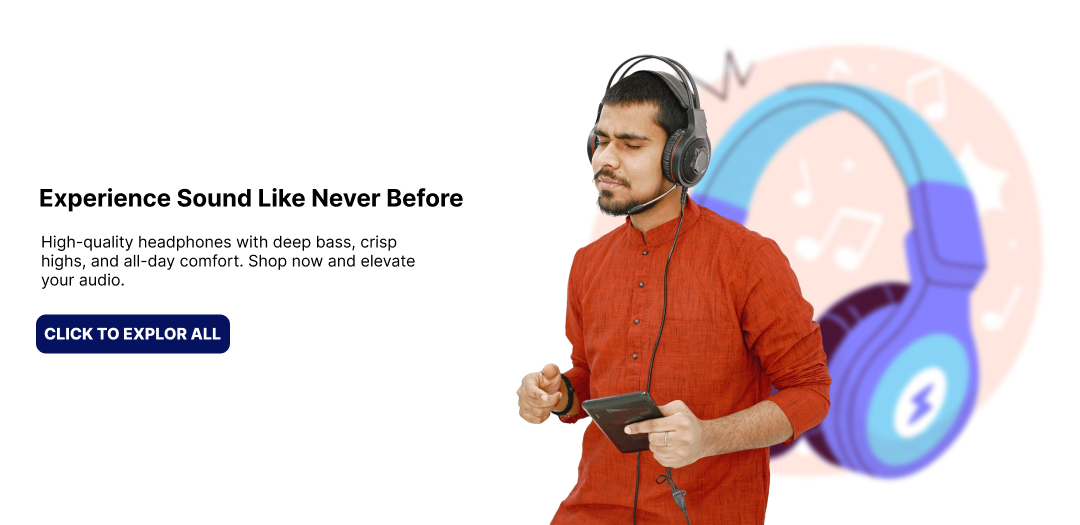 Experience Sound Like Never Before
High-quality headphones with deep bass, crisp
highs, and all-day comfort. Shop now and elevate
your audio.
CLICK TO EXPLOR ALL